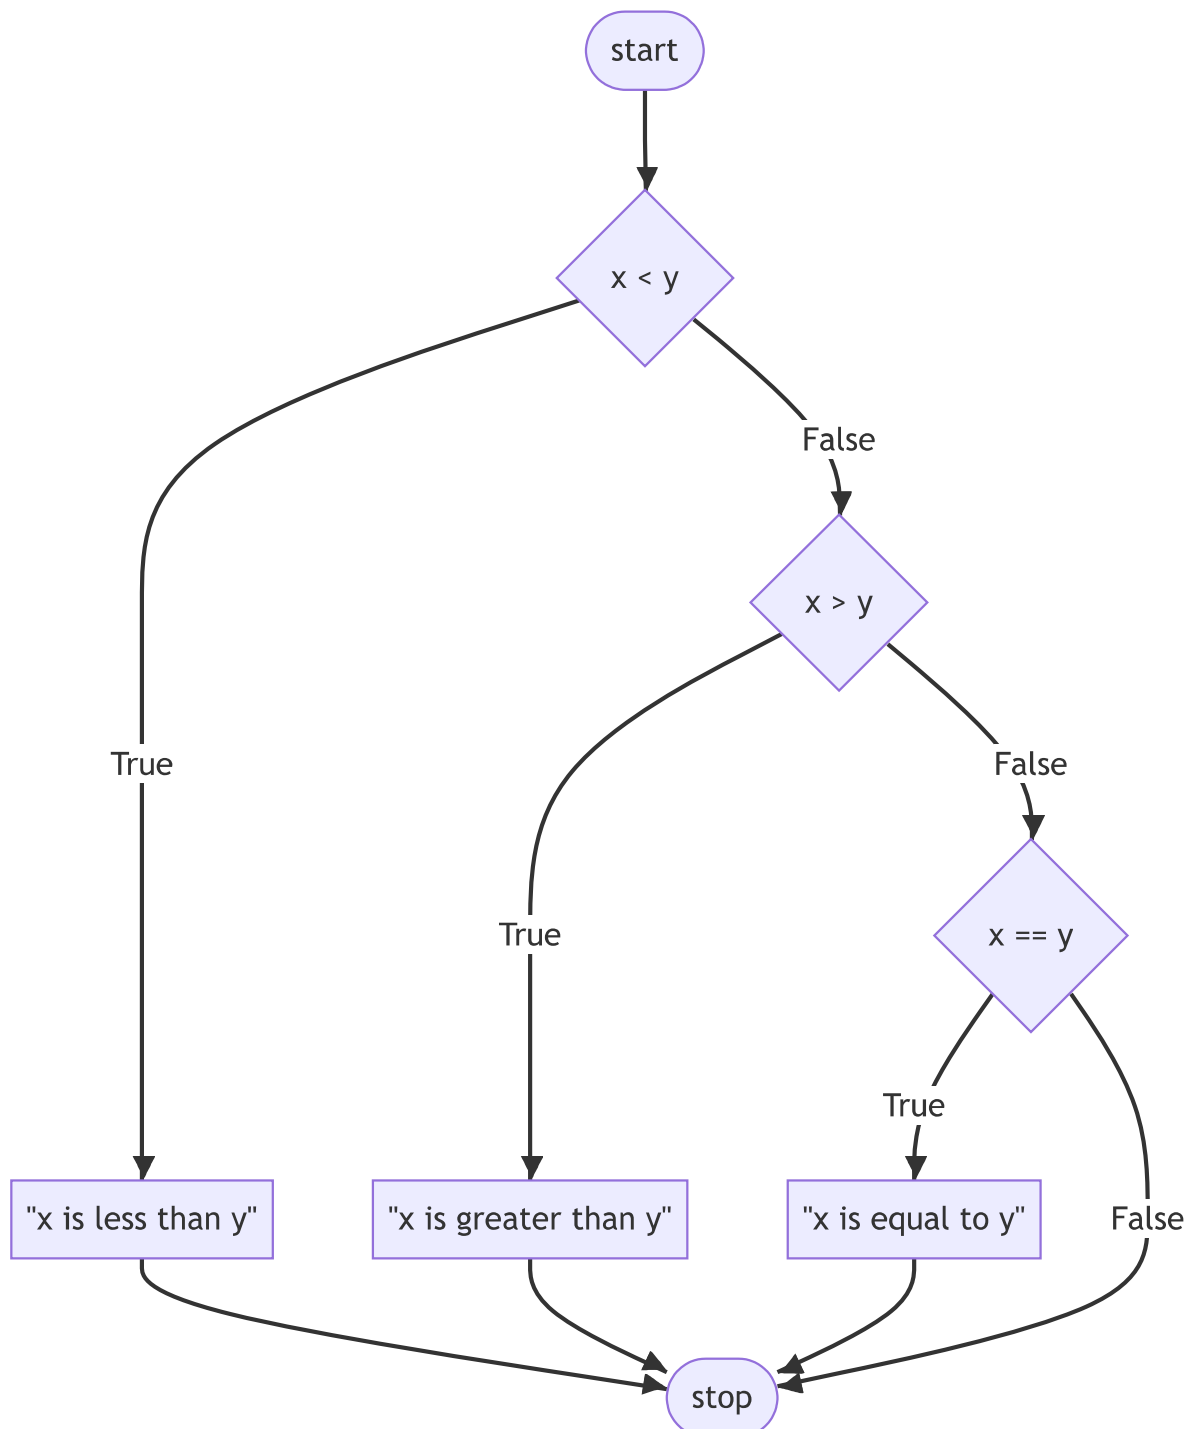 start
x < y
False
x > y
True
False
True
x == y
True
"x is less than y"
"x is greater than y"
"x is equal to y"
False
stop